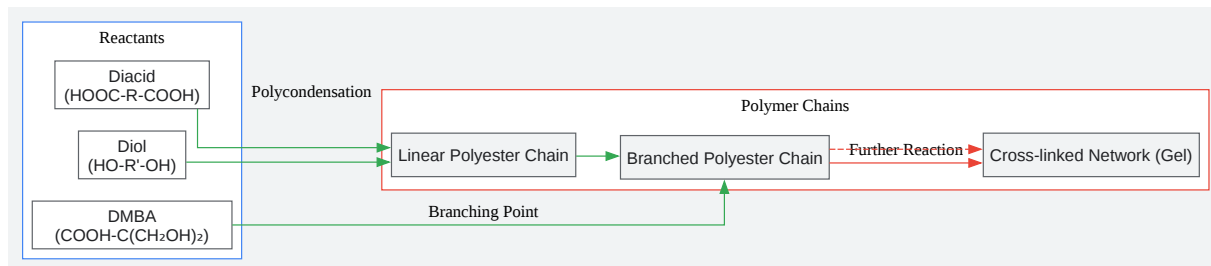 Reactants
Diacid
(HOOC-R-COOH)
Diol
(HO-R'-OH)
DMBA
(COOH-C(CH₂OH)₂)
Polycondensation
Branching Point
Polymer Chains
Linear Polyester Chain
Branched Polyester Chain
Further Reaction
Cross-linked Network (Gel)